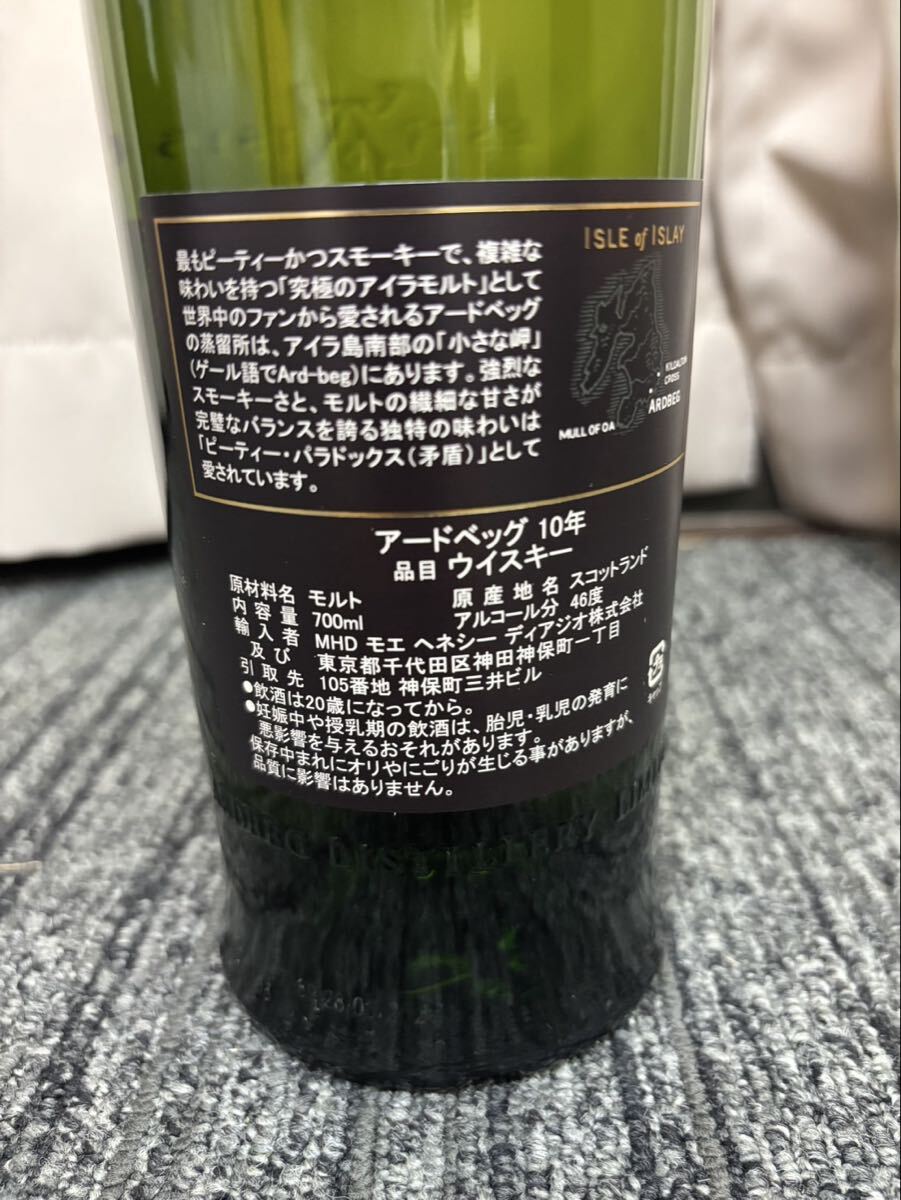 最もピーティーかつスモーキーで、複雑な
味わいを持つ「究極のアイラモルト」として
世界中のファンから愛されるアードベッグ
の蒸留所は、アイラ島南部の「小さな岬」
(ゲール語でArd-beg)にあります。強烈な
スモーキーさと、モルトの繊細な甘さが
完璧なバランスを誇る独特の味わいは
「ピーティー・パラドックス(矛盾)」として
愛されています。
ISLE of ISLAY
KILDALTON
CROSS
ARDBEG
MULL OF OA
アードベッグ 10年
品目 ウイスキー
原材料名 モルト 原産地名 スコットランド
内容量 700ml アルコール分 46度
輸入者 MHD モエ ヘネシー ディアジオ株式会社
及び 東京都千代田区神田神保町一丁目
引取先 105番地 神保町三井ビル
●飲酒は20歳になってから。
●妊娠中や授乳期の飲酒は、胎児・乳児の発育に
悪影響を与えるおそれがあります。
保存中まれにオリやにごりが生じる事がありますが、
品質に影響はありません。
キャップ
DISTILLERY